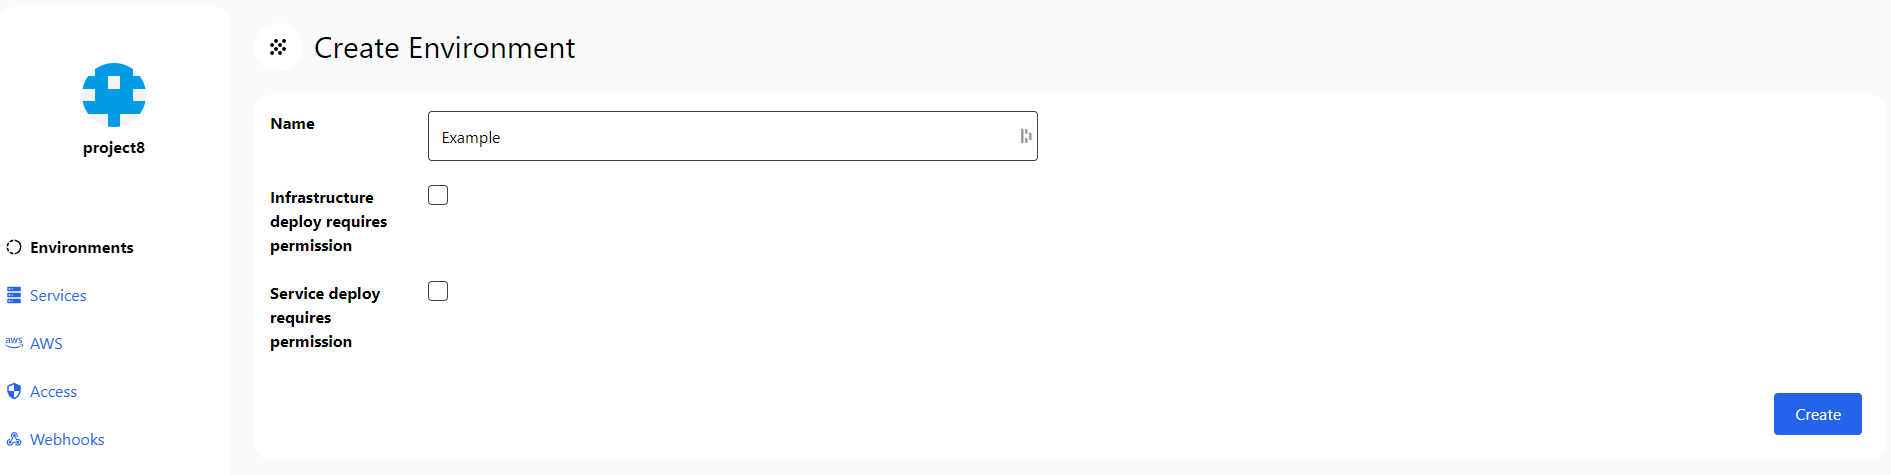 Create Environment
project8
Environments
Services
aws AWS
Access
Webhooks
Name
Example
Infrastructure
deploy requires
permission
Service deploy
requires
permission
Create